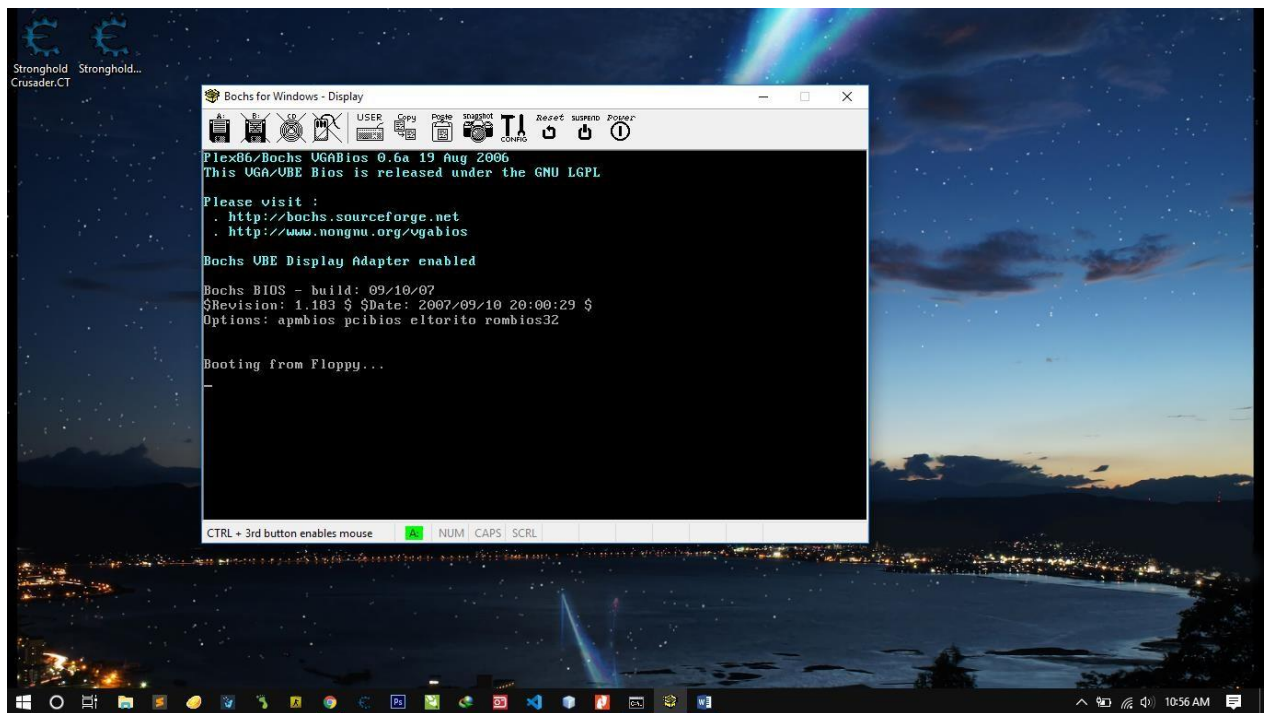 Stronghold Crusader.CT
Stronghold...
Bochs for Windows - Display
A: B: CD USER Copy Paste snapshot CONFIG Reset SUSPEND Power
Plex86/Bochs VGABios 0.6a 19 Aug 2006
This VGA/VBE Bios is released under the GNU LGPL
Please visit :
. http://bochs.sourceforge.net
. http://www.nongnu.org/vgabios
Bochs VBE Display Adapter enabled
Bochs BIOS - build: 09/10/07
$Revision: 1.183 $ $Date: 2007/09/10 20:00:29 $
Options: apmbios pcibios eltorito rombios32
Booting from Floppy...
CTRL + 3rd button enables mouse A: NUM CAPS SCRL
Ps
10:56 AM